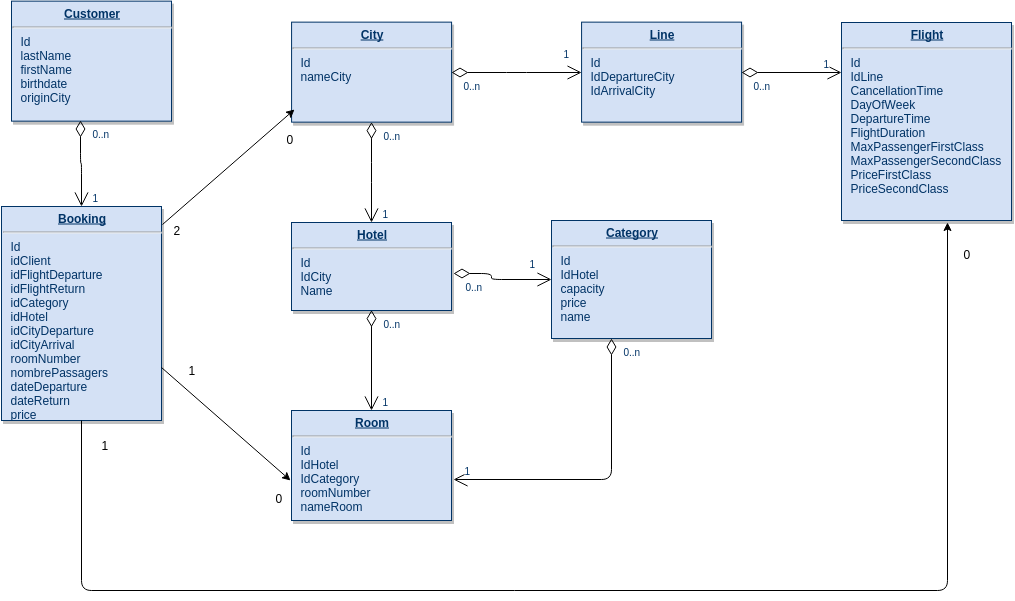 Customer
Id
lastName
firstName
birthdate
originCity
0..n
1
City
Id
nameCity
0..n
1
Line
Id
IdDepartureCity
IdArrivalCity
0..n
1
Flight
Id
IdLine
CancellationTime
DayOfWeek
DepartureTime
FlightDuration
MaxPassengerFirstClass
MaxPassengerSecondClass
PriceFirstClass
PriceSecondClass
0
0..n
1
2
0
Booking
Id
idClient
idFlightDeparture
idFlightReturn
idCategory
idHotel
idCityDeparture
idCityArrival
roomNumber
nombrePassagers
dateDeparture
dateReturn
price
1
0
1
Hotel
Id
IdCity
Name
0..n
1
Category
Id
IdHotel
capacity
price
name
0..n
1
0..n
1
Room
Id
IdHotel
IdCategory
roomNumber
nameRoom